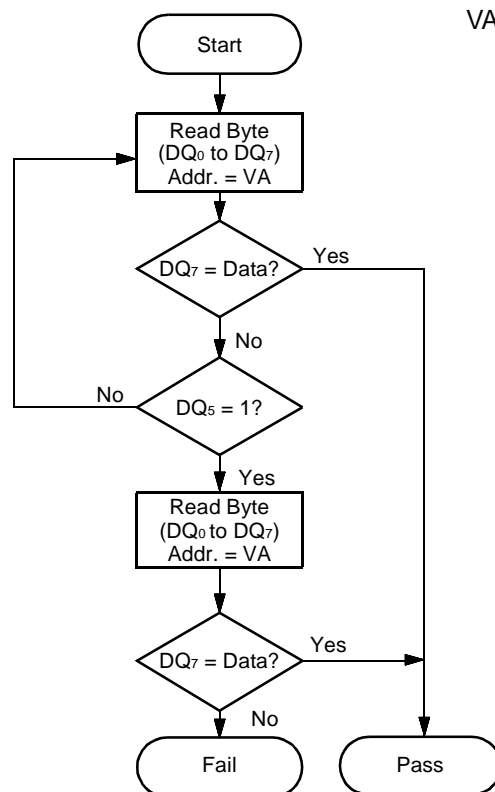 VA
Start
Read Byte
(DQ0 to DQ7)
Addr. = VA
DQ7 = Data?
Yes
No
No
DQ5 = 1?
Yes
Read Byte
(DQ0 to DQ7)
Addr. = VA
DQ7 = Data?
Yes
No
Fail
Pass